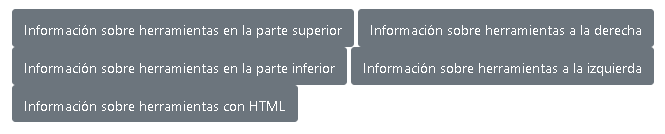 Información sobre herramientas en la parte superior
Información sobre herramientas a la derecha
Información sobre herramientas en la parte inferior
Información sobre herramientas a la izquierda
Información sobre herramientas con HTML